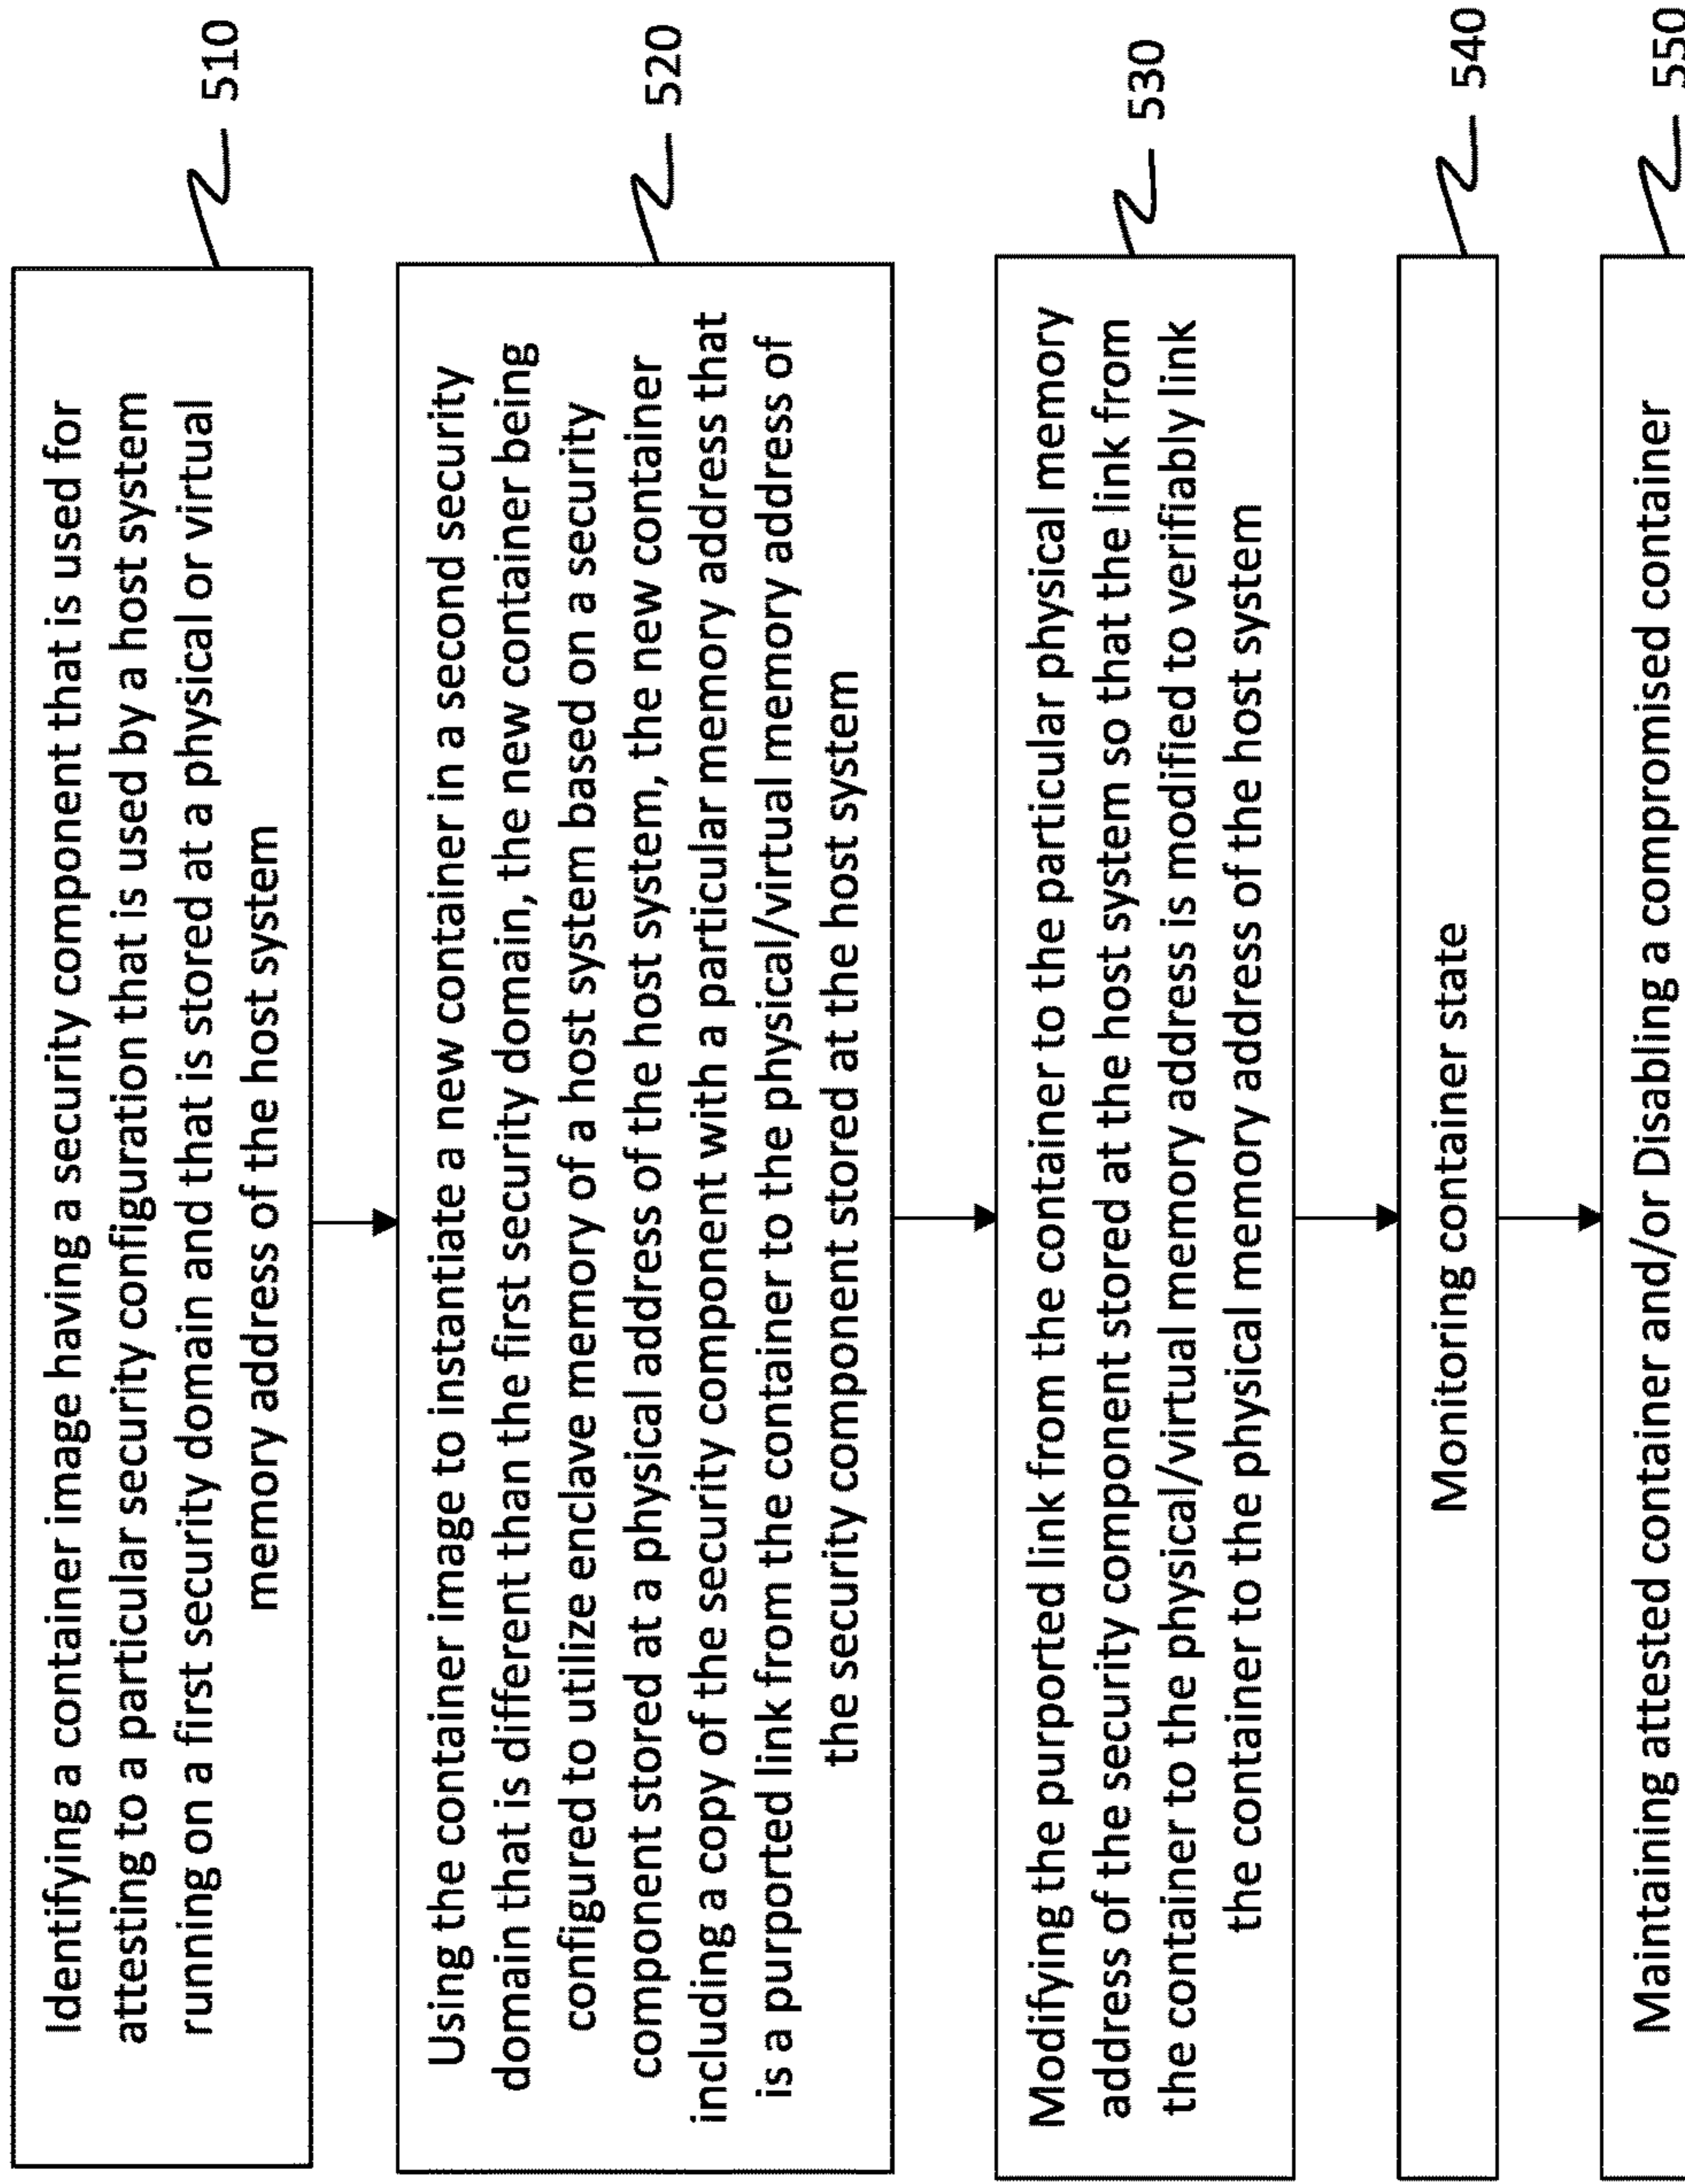 Identifying a container image having a security component that is used for
attesting to a particular security configuration that is used by a host system
running on a first security domain and that is stored at a physical or virtual
memory address of the host system
510
Using the container image to instantiate a new container in a second security
domain that is different than the first security domain, the new container being
configured to utilize enclave memory of a host system based on a security
component stored at a physical address of the host system, the new container
including a copy of the security component with a particular memory address that
is a purported link from the container to the physical/virtual memory address of
the security component stored at the host system
520
Modifying the purported link from the container to the particular physical memory
address of the security component stored at the host system so that the link from
the container to the physical/virtual memory address is modified to verifiably link
the container to the physical memory address of the host system
530
Monitoring container state
540
Maintaining attested container and/or Disabling a compromised container
550